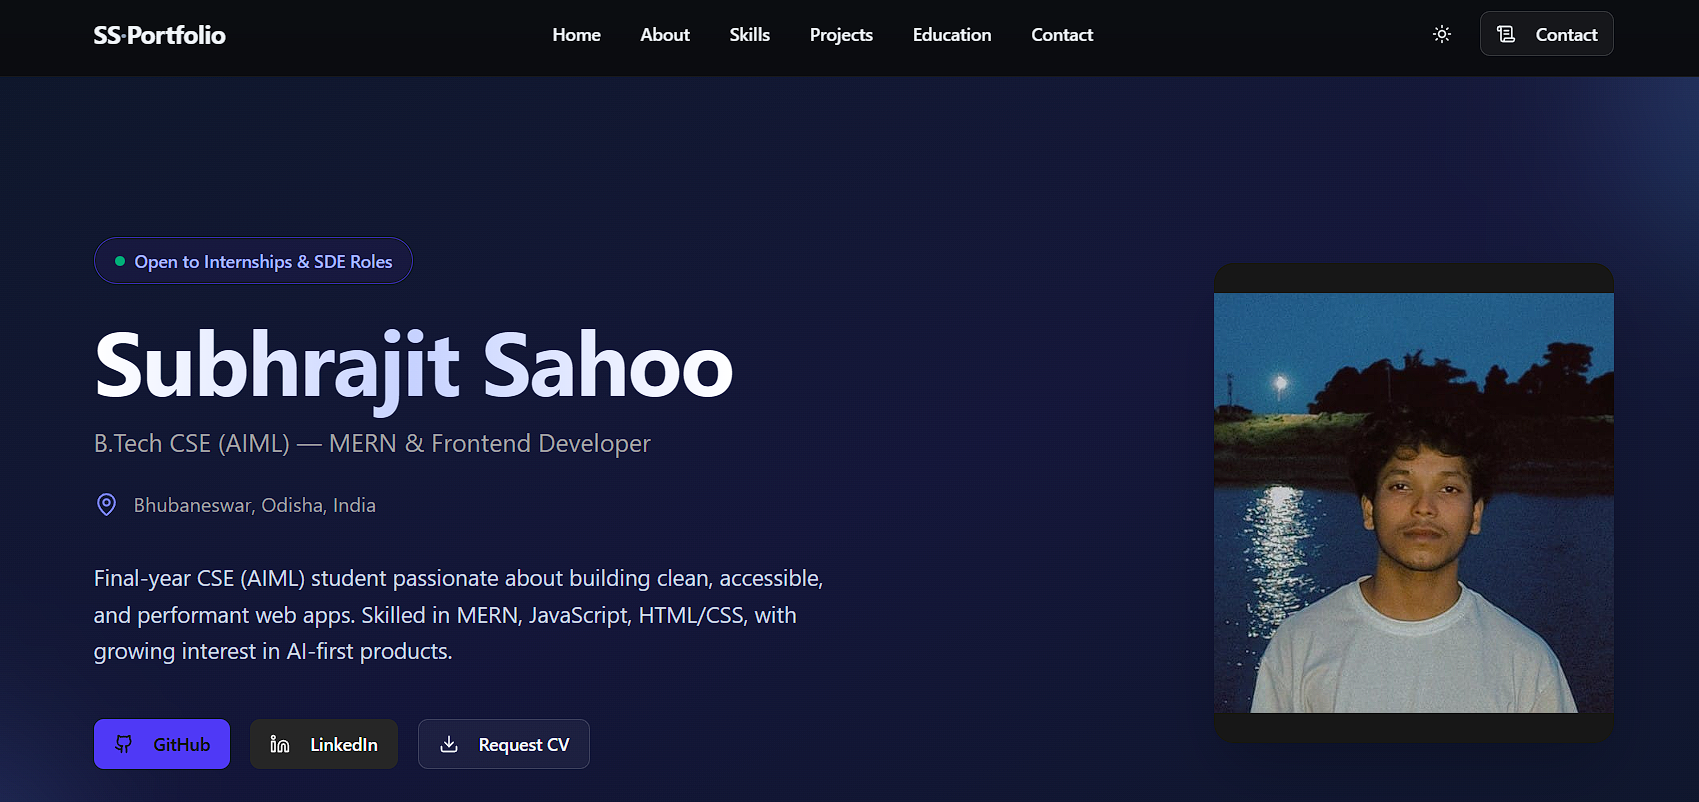 SS·Portfolio
Home About Skills Projects Education Contact
Contact
Open to Internships & SDE Roles
Subhrajit Sahoo
B.Tech CSE (AIML) — MERN & Frontend Developer
Bhubaneswar, Odisha, India
Final-year CSE (AIML) student passionate about building clean, accessible,
and performant web apps. Skilled in MERN, JavaScript, HTML/CSS, with
growing interest in AI-first products.
GitHub LinkedIn Request CV